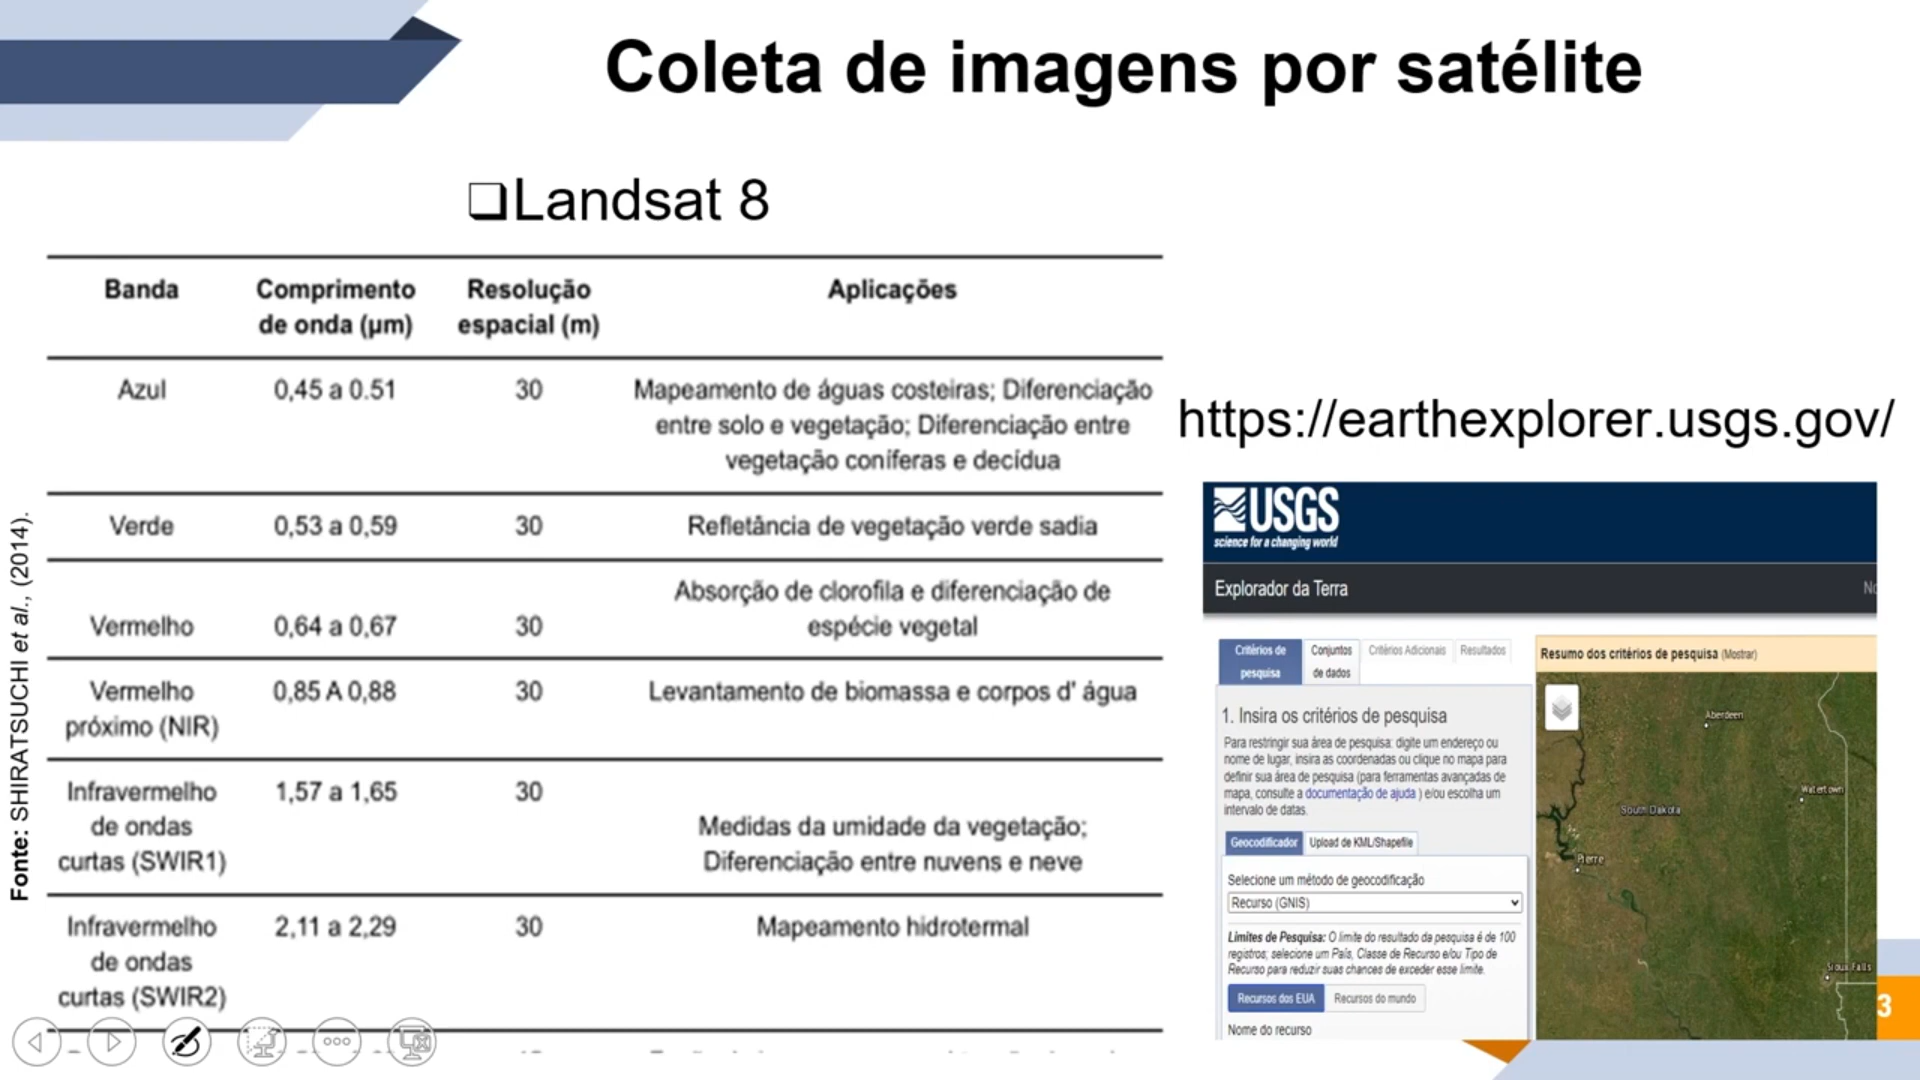 Coleta de imagens por satélite
❑Landsat 8
Banda Comprimento de onda (µm) Resolução espacial (m) Aplicações
Azul 0,45 a 0.51 30 Mapeamento de águas costeiras; Diferenciação
entre solo e vegetação; Diferenciação entre
vegetação coníferas e decídua
Verde 0,53 a 0,59 30 Refletância de vegetação verde sadia
Absorção de clorofila e diferenciação de
Vermelho 0,64 a 0,67 30 espécie vegetal
Vermelho 0,85 A 0,88 30 Levantamento de biomassa e corpos d' água
próximo (NIR)
Infravermelho 1,57 a 1,65 30
de ondas Medidas da umidade da vegetação;
curtas (SWIR1) Diferenciação entre nuvens e neve
Infravermelho 2,11 a 2,29 30 Mapeamento hidrotermal
de ondas
curtas (SWIR2)
Fonte: SHIRATSUCHI et al., (2014).
https://earthexplorer.usgs.gov/
USGS
science for a changing world
Explorador da Terra
Critérios de pesquisa
Conjuntos de dados
Critérios Adicionais
Resultados
1. Insira os critérios de pesquisa
Para restringir sua área de pesquisa: digite um endereço ou
nome de lugar, insira as coordenadas ou clique no mapa para
definir sua área de pesquisa (para ferramentas avançadas de
mapa, consulte a documentação de ajuda ) e/ou escolha um
intervalo de datas.
Geocodificador Upload de KML/Shapefile
Selecione um método de geocodificação
Recurso (GNIS)
Limites de Pesquisa: O limite do resultado da pesquisa é de 100
registros; selecione um País, Classe de Recurso e/ou Tipo de
Recurso para reduzir suas chances de exceder esse limite.
Recursos dos EUA Recursos do mundo
Nome do recurso
Resumo dos critérios de pesquisa (Mostrar)
Aberdeen
Watertown
South Dakota
Pierre
Sioux Falls
3